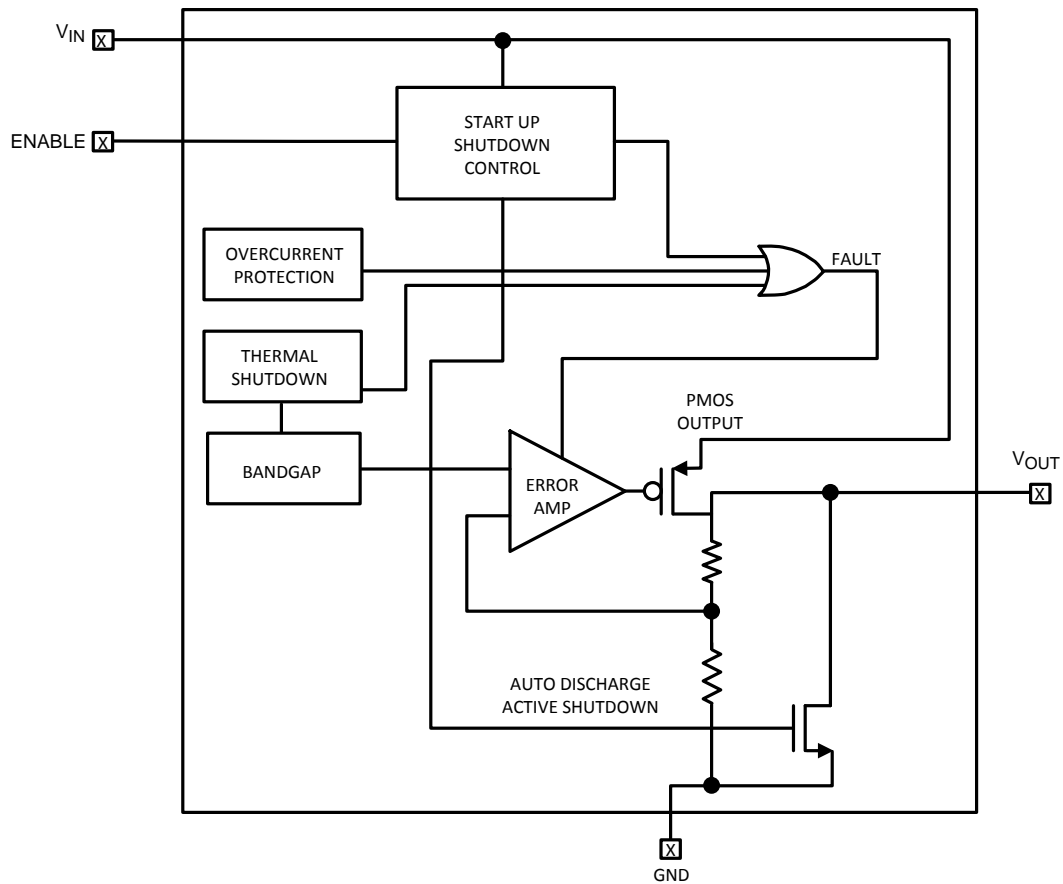 VIN X
START UP
SHUTDOWN
CONTROL
ENABLE X
OVERCURRENT
PROTECTION
FAULT
THERMAL
SHUTDOWN
PMOS
OUTPUT
BANDGAP
ERROR
AMP
VOUT
X
AUTO DISCHARGE
ACTIVE SHUTDOWN
X
GND